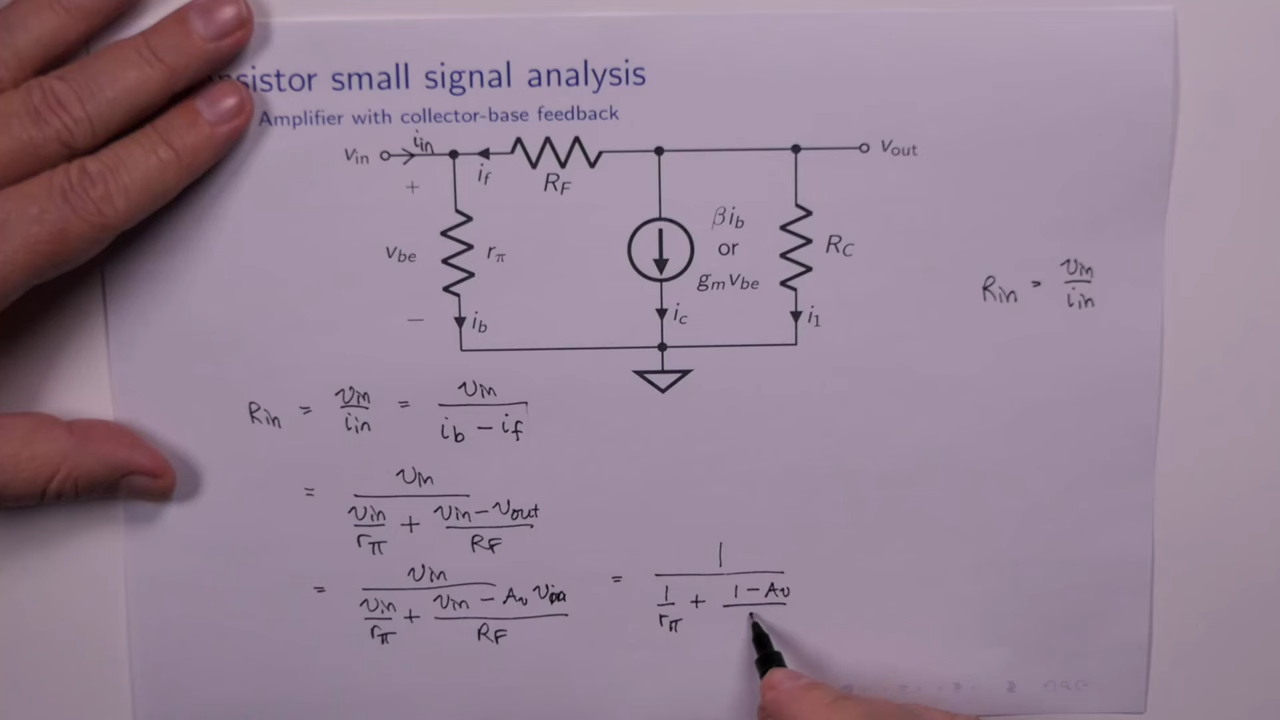 sistor small signal analysis
Amplifier with collector-base feedback
vin iin if RF vout
+
vbe rπ βib or gmvbe RC
− ib ic i1
Rin = vin/iin
Rin = vin/iin = vin/(ib − if)
= vin/(vin/rπ + (vin − vout)/RF)
= vin/(vin/rπ + (vin − Av vin)/RF) = 1/(1/rπ + (1 − Av)/